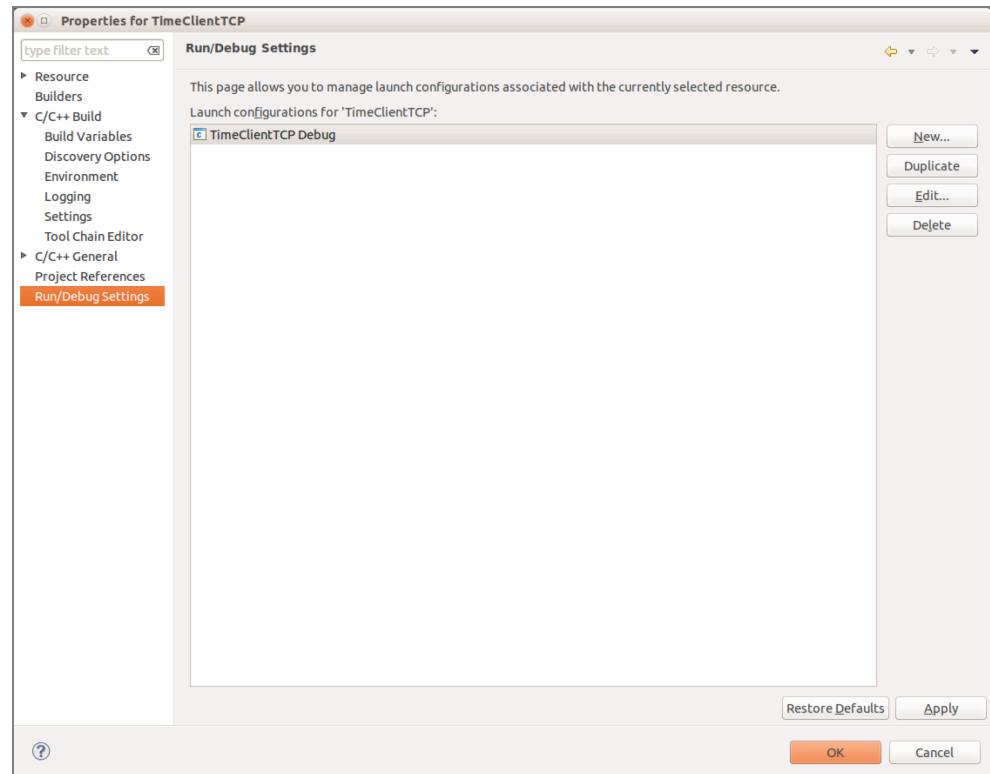 Properties for TimeClientTCP
type filter text
Run/Debug Settings
Resource
Builders
C/C++ Build
Build Variables
Discovery Options
Environment
Logging
Settings
Tool Chain Editor
C/C++ General
Project References
Run/Debug Settings
This page allows you to manage launch configurations associated with the currently selected resource.
Launch configurations for 'TimeClientTCP':
c TimeClientTCP Debug
New...
Duplicate
Edit...
Delete
Restore Defaults
Apply
?
OK
Cancel